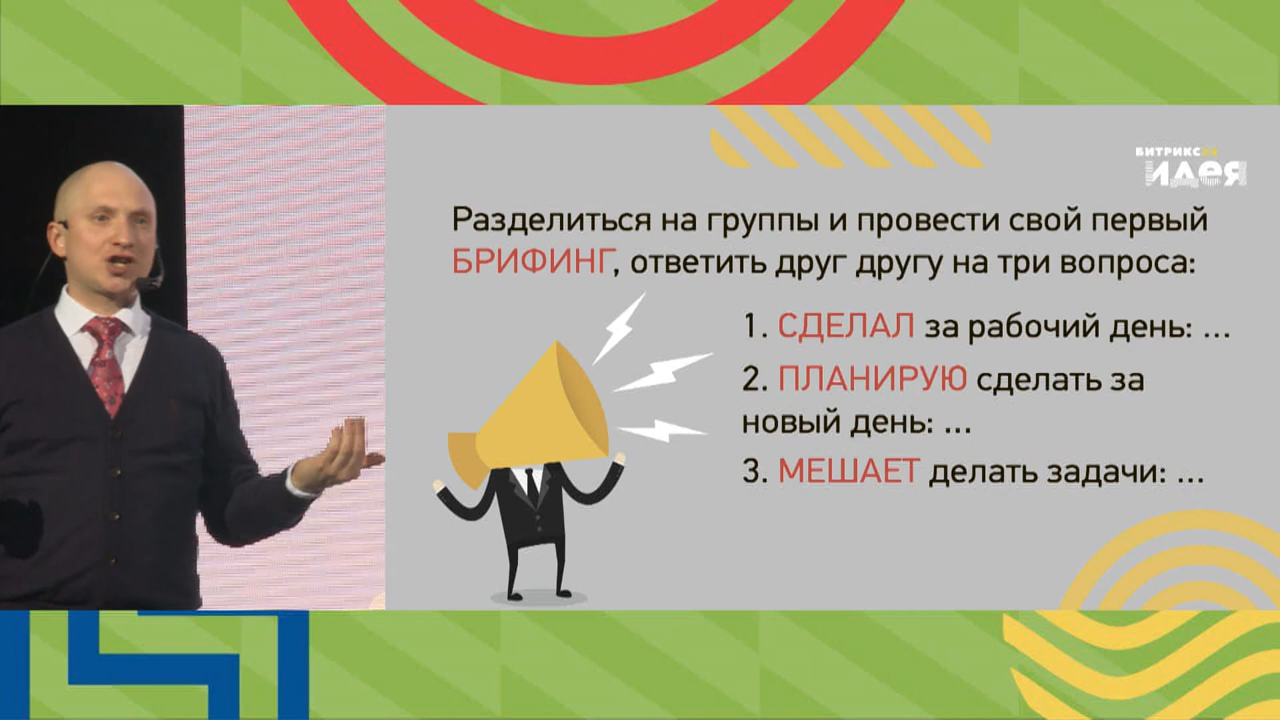 БИТРИКС24
идея
Разделиться на группы и провести свой первый
БРИФИНГ, ответить друг другу на три вопроса:
1. СДЕЛАЛ за рабочий день: ...
2. ПЛАНИРУЮ сделать за
новый день: ...
3. МЕШАЕТ делать задачи: ...